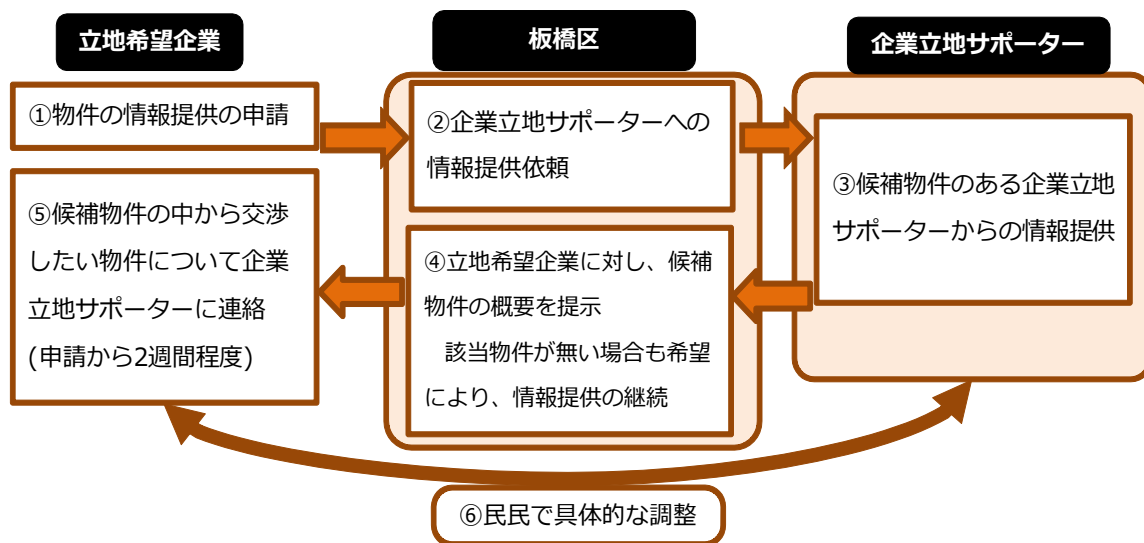 立地希望企業
板橋区
企業立地サポーター
①物件の情報提供の申請
②企業立地サポーターへの
情報提供依頼
③候補物件のある企業立地
サポーターからの情報提供
④立地希望企業に対し、候補
物件の概要を提示
　該当物件が無い場合も希望
により、情報提供の継続
⑤候補物件の中から交渉
したい物件について企業
立地サポーターに連絡
(申請から2週間程度)
⑥民民で具体的な調整